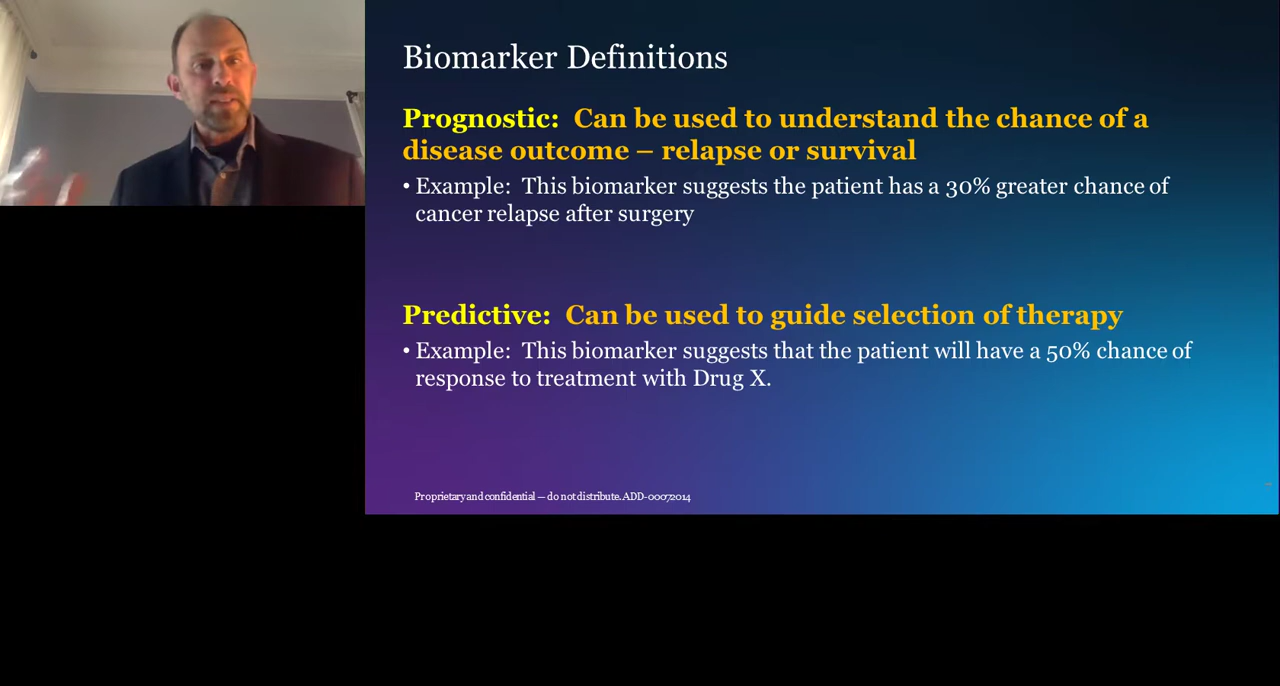 Biomarker Definitions
Prognostic: Can be used to understand the chance of a
disease outcome – relapse or survival
• Example: This biomarker suggests the patient has a 30% greater chance of
cancer relapse after surgery
Predictive: Can be used to guide selection of therapy
• Example: This biomarker suggests that the patient will have a 50% chance of
response to treatment with Drug X.
Proprietary and confidential — do not distribute. ADD-00072014